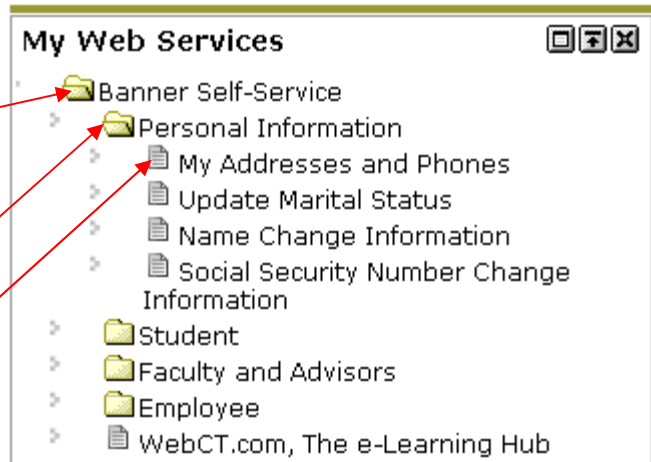 My Web Services
Banner Self-Service
Personal Information
My Addresses and Phones
Update Marital Status
Name Change Information
Social Security Number Change
Information
Student
Faculty and Advisors
Employee
WebCT.com, The e-Learning Hub